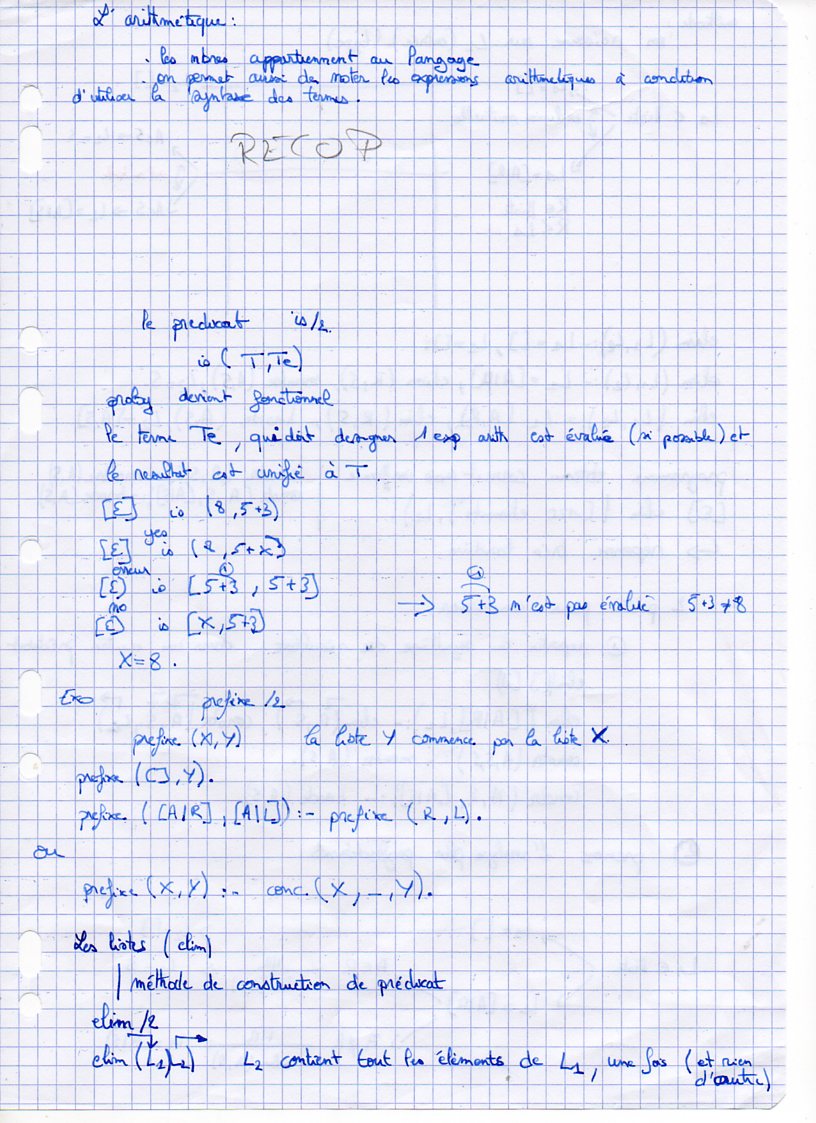 L'arithmétique :
. les nbres appartiennent au langage
. on permet aussi de noter les expressions arithmétiques à condition
d'utiliser la syntaxe des termes.
RECOP
le predicat is/2.
is ( T,Te)
prolog devient fonctionnel
le terme Te, qui doit designer 1 exp arith est évaluée (si possible) et
le resultat est unifié à T.
[E] is (8,5+3)
yes
[E] is (2,5+X)
erreur ①
[E] is [5+3, 5+3]
① → 5+3 n'est pas évalué 5+3≠8
no
[E] is [X,5+3)
X=8.
Exo prefixe /2
prefixe (X,Y) la liste Y commence par la liste X.
prefixe ([],Y).
prefixe ([A|R],[A|L]) :- prefixe (R,L).
ou
prefixe (X,Y) :- conc.(X,_,Y).
Les listes (elim)
méthode de construction de prédicat
elim /2
elim (L1,L2) L2 contient tout les éléments de L1, une fois (et rien
d'autre)